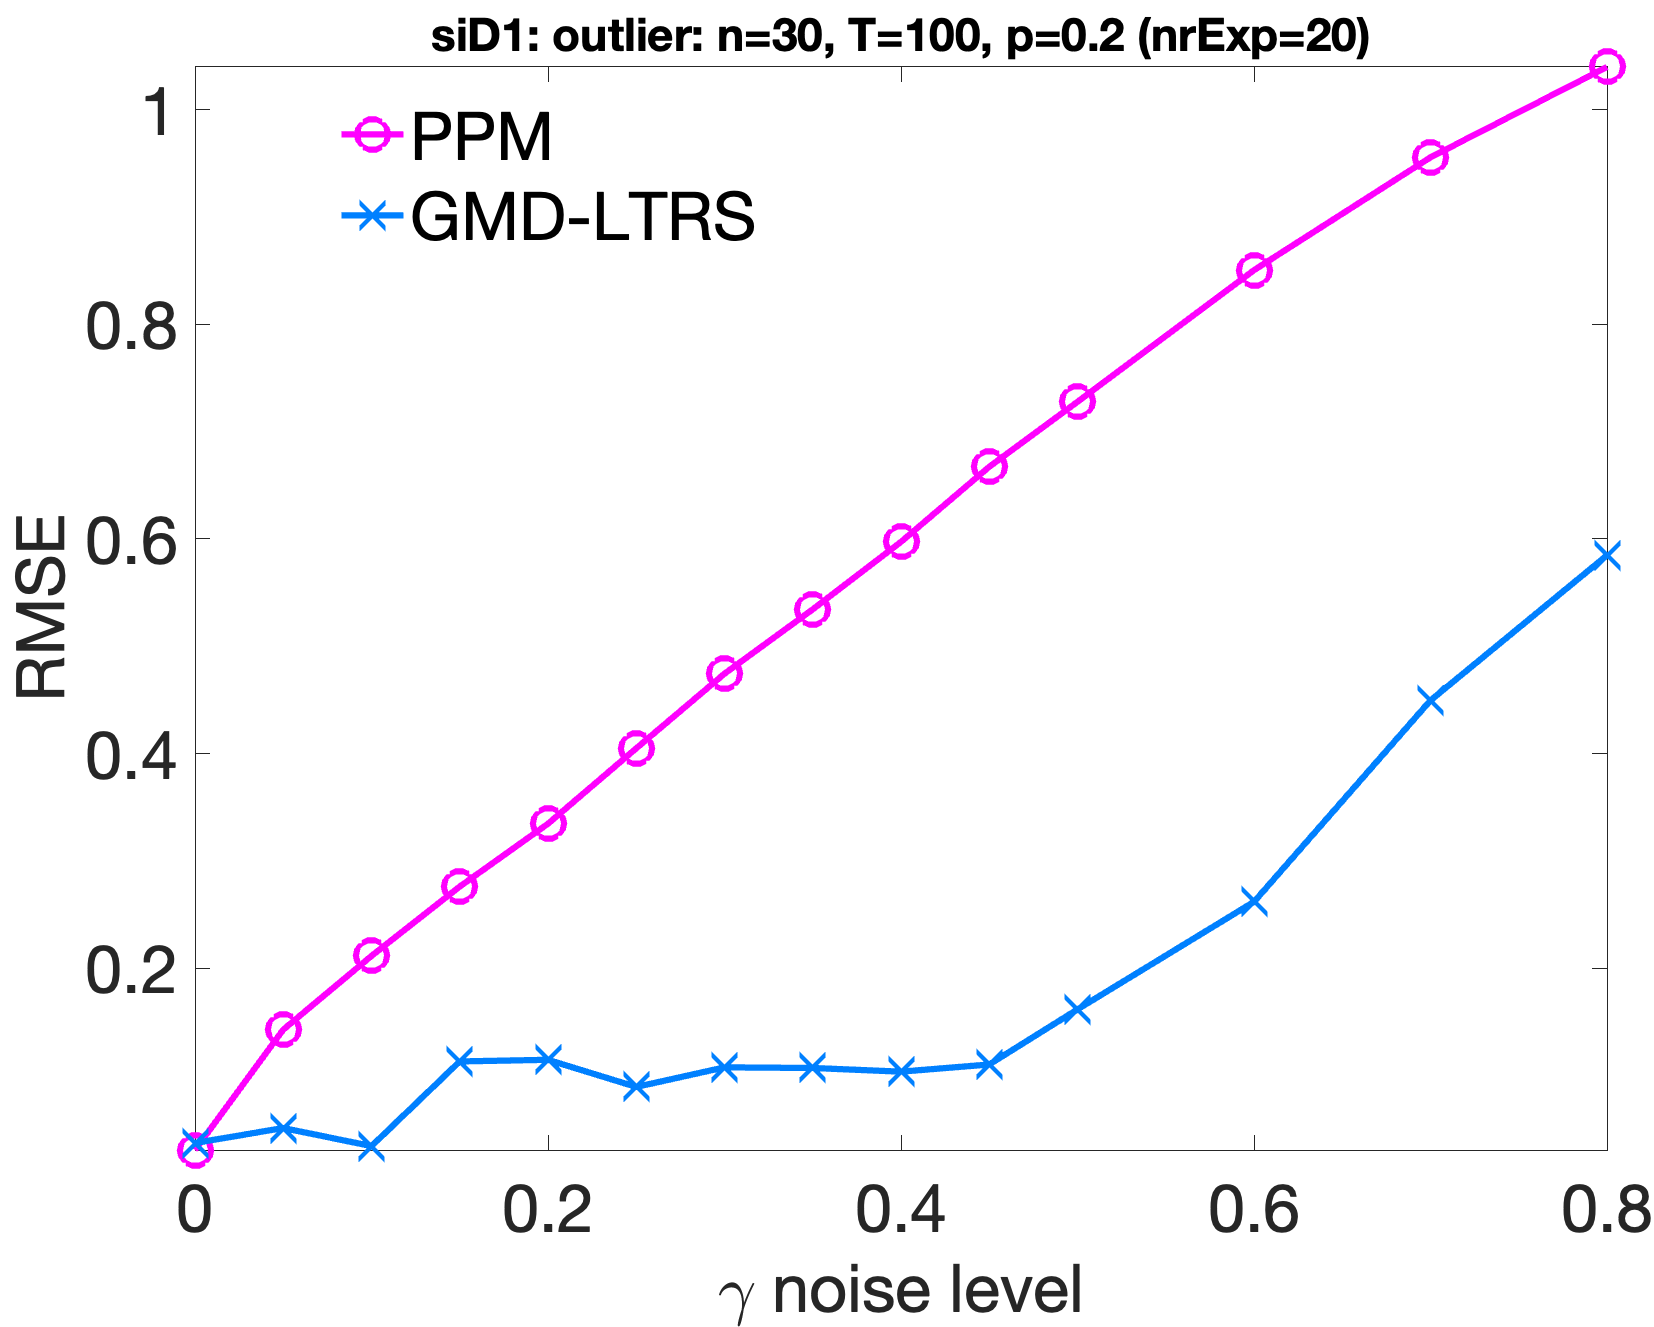 siD1: outlier: n=30, T=100, p=0.2 (nrExp=20)
PPM
GMD-LTRS
RMSE
1
0.8
0.6
0.4
0.2
0 0.2 0.4 0.6 0.8
γ noise level